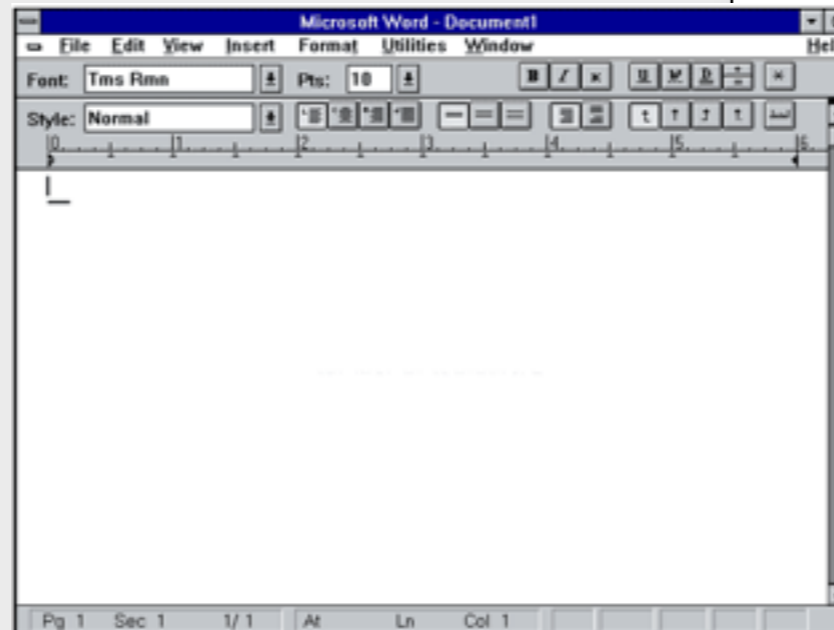 Microsoft Word - Document1
File Edit View Insert Format Utilities Window Hel
Font: Tms Rmn Pts: 10 B I K U W D
Style: Normal
0 1 2 3 4 5 6
Pg 1 Sec 1 1/1 At Ln Col 1